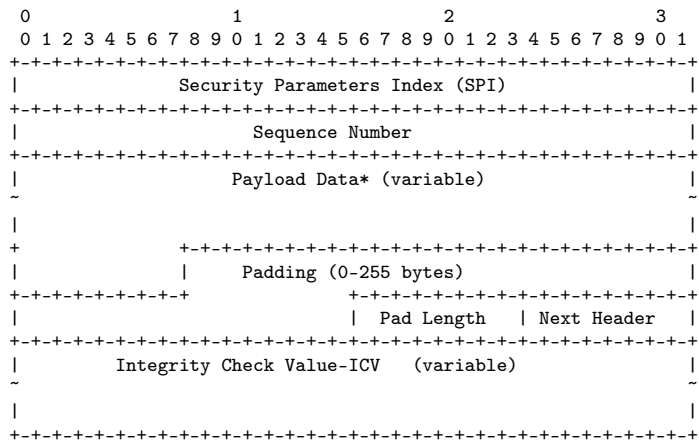 0                   1                   2                   3
 0 1 2 3 4 5 6 7 8 9 0 1 2 3 4 5 6 7 8 9 0 1 2 3 4 5 6 7 8 9 0 1
+-+-+-+-+-+-+-+-+-+-+-+-+-+-+-+-+-+-+-+-+-+-+-+-+-+-+-+-+-+-+-+-+
|               Security Parameters Index (SPI)                 |
+-+-+-+-+-+-+-+-+-+-+-+-+-+-+-+-+-+-+-+-+-+-+-+-+-+-+-+-+-+-+-+-+
|                      Sequence Number                          |
+-+-+-+-+-+-+-+-+-+-+-+-+-+-+-+-+-+-+-+-+-+-+-+-+-+-+-+-+-+-+-+-+
|                    Payload Data* (variable)                   |
~                                                               ~
|                                                               |
+               +-+-+-+-+-+-+-+-+-+-+-+-+-+-+-+-+-+-+-+-+-+-+-+-+
|               |     Padding (0-255 bytes)                     |
+-+-+-+-+-+-+-+-+               +-+-+-+-+-+-+-+-+-+-+-+-+-+-+-+-+
|                               |  Pad Length   | Next Header   |
+-+-+-+-+-+-+-+-+-+-+-+-+-+-+-+-+-+-+-+-+-+-+-+-+-+-+-+-+-+-+-+-+
|         Integrity Check Value-ICV   (variable)                |
~                                                               ~
|                                                               |
+-+-+-+-+-+-+-+-+-+-+-+-+-+-+-+-+-+-+-+-+-+-+-+-+-+-+-+-+-+-+-+-+